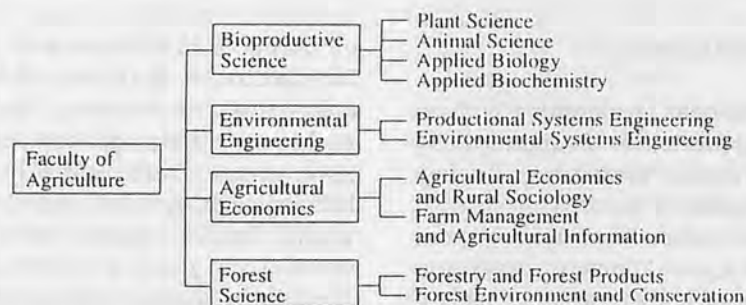 Faculty of
Agriculture
Bioproductive
Science
Plant Science
Animal Science
Applied Biology
Applied Biochemistry
Environmental
Engineering
Productional Systems Engineering
Environmental Systems Engineering
Agricultural
Economics
Agricultural Economics
and Rural Sociology
Farm Management
and Agricultural Information
Forest
Science
Forestry and Forest Products
Forest Environment and Conservation